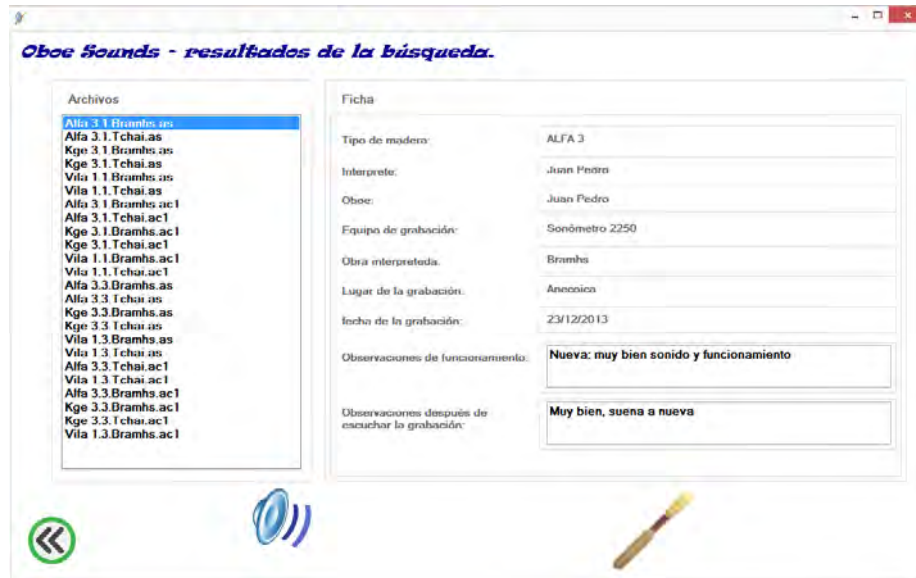 Oboe Sounds - resultados de la búsqueda.
Archivos
Alfa 3.1.Bramhs.as
Alfa 3.1.Tchai.as
Kge 3.1.Bramhs.as
Kge 3.1.Tchai.as
Vila 1.1.Bramhs.as
Vila 1.1.Tchai.as
Alfa 3.1.Bramhs.ac1
Alfa 3.1.Tchai.ac1
Kge 3.1.Bramhs.ac1
Kge 3.1.Tchai.ac1
Vila 1.1.Bramhs.ac1
Vila 1.1.Tchai.ac1
Alfa 3.3.Bramhs.as
Alfa 3.3.Tchai.as
Kge 3.3.Bramhs.as
Kge 3.3.Tchai.as
Vila 1.3.Bramhs.as
Vila 1.3.Tchai.as
Alfa 3.3.Tchai.ac1
Vila 1.3.Tchai.ac1
Alfa 3.3.Bramhs.ac1
Kge 3.3.Bramhs.ac1
Kge 3.3.Tchai.ac1
Vila 1.3.Bramhs.ac1
Ficha
Tipo de madera: ALFA 3
Interprete: Juan Pedro
Oboe: Juan Pedro
Equipo de grabación: Sonómetro 2250
Obra interpretada: Bramhs
Lugar de la grabación: Anecoica
fecha de la grabación: 23/12/2013
Observaciones de funcionamiento: Nueva: muy bien sonido y funcionamiento
Observaciones después de escuchar la grabación: Muy bien, suena a nueva